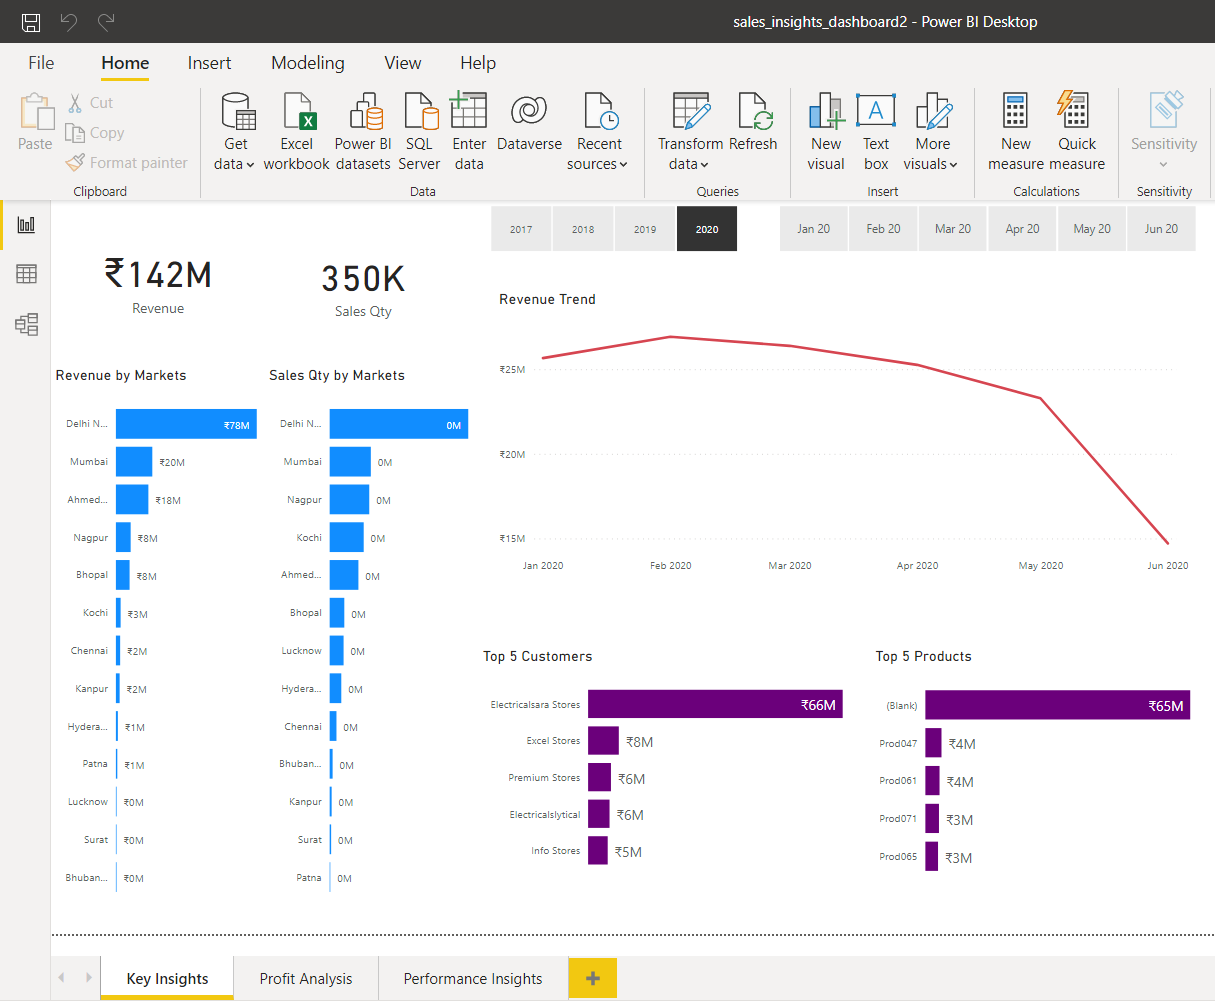 sales_insights_dashboard2 - Power BI Desktop
File Home Insert Modeling View Help
Paste
Cut
Copy
Format painter
Clipboard
Get data
Excel workbook
Power BI datasets
SQL Server
Enter data
Dataverse
Recent sources
Data
Transform data
Refresh
Queries
New visual
Text box
More visuals
Insert
New measure
Quick measure
Calculations
Sensitivity
Sensitivity
2017 2018 2019 2020
Jan 20 Feb 20 Mar 20 Apr 20 May 20 Jun 20
₹142M
Revenue
350K
Sales Qty
Revenue Trend
₹25M
₹20M
₹15M
Jan 2020 Feb 2020 Mar 2020 Apr 2020 May 2020 Jun 2020
Revenue by Markets
Delhi N... ₹78M
Mumbai ₹20M
Ahmed... ₹18M
Nagpur ₹8M
Bhopal ₹8M
Kochi ₹3M
Chennai ₹2M
Kanpur ₹2M
Hydera... ₹1M
Patna ₹1M
Lucknow ₹0M
Surat ₹0M
Bhuban... ₹0M
Sales Qty by Markets
Delhi N... 0M
Mumbai 0M
Nagpur 0M
Kochi 0M
Ahmed... 0M
Bhopal 0M
Lucknow 0M
Hydera... 0M
Chennai 0M
Bhuban... 0M
Kanpur 0M
Surat 0M
Patna 0M
Top 5 Customers
Electricalsara Stores ₹66M
Excel Stores ₹8M
Premium Stores ₹6M
Electricalslytical ₹6M
Info Stores ₹5M
Top 5 Products
(Blank) ₹65M
Prod047 ₹4M
Prod061 ₹4M
Prod071 ₹3M
Prod065 ₹3M
Key Insights Profit Analysis Performance Insights +